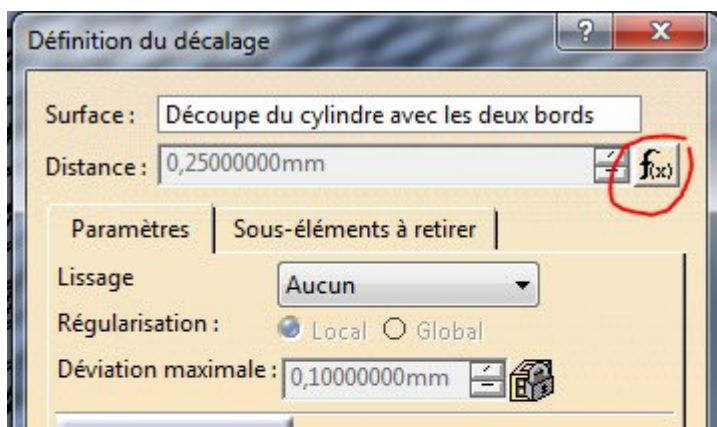 Définition du décalage
Surface : Découpe du cylindre avec les deux bords
Distance : 0,25000000mm f(x)
Paramètres Sous-éléments à retirer
Lissage Aucun
Régularisation : Local Global
Déviation maximale : 0,10000000mm